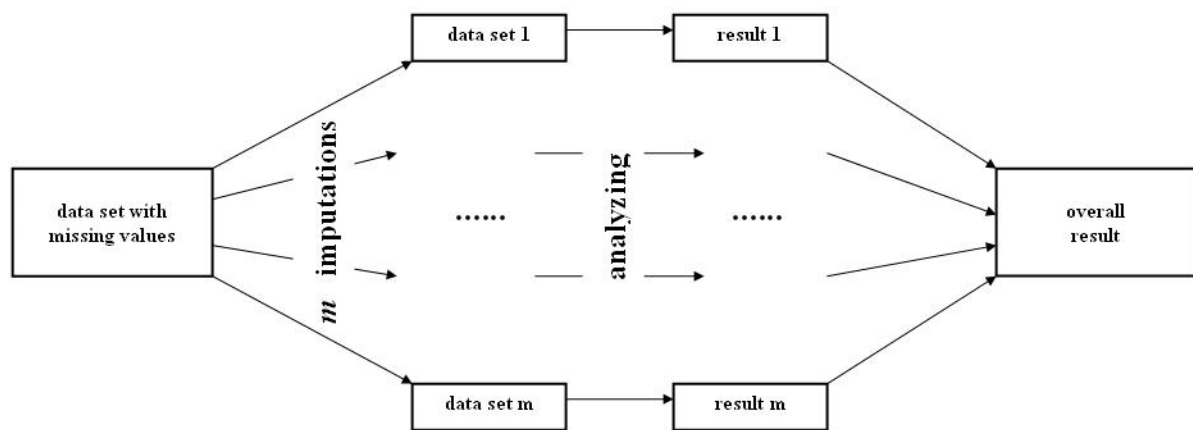 data set 1
result 1
m imputations
analyzing
data set with
missing values
......
......
overall
result
data set m
result m